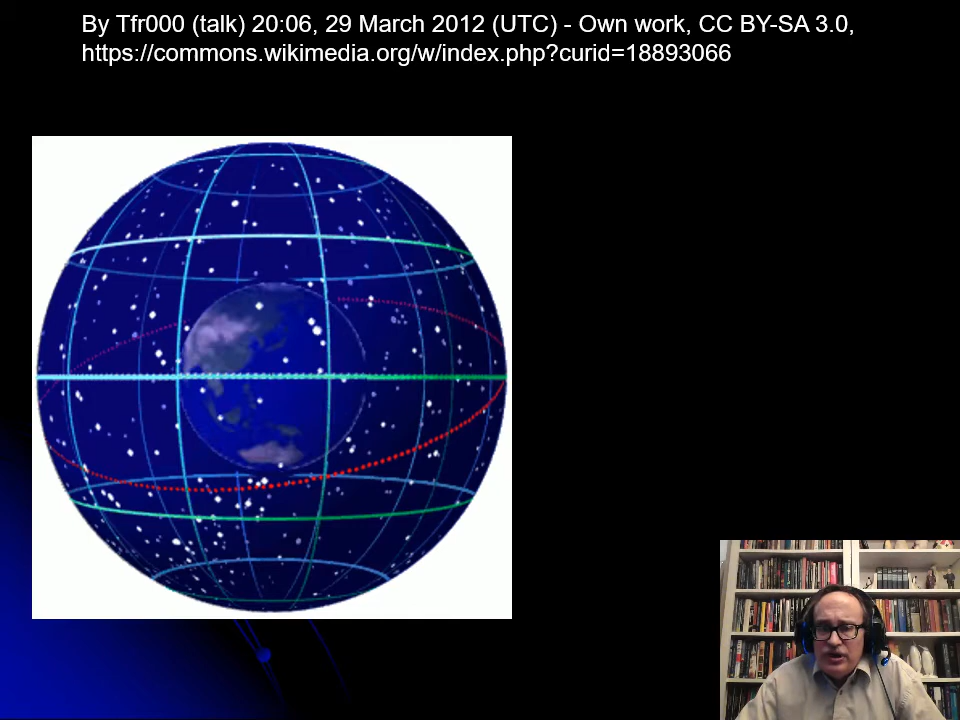 By Tfr000 (talk) 20:06, 29 March 2012 (UTC) - Own work, CC BY-SA 3.0,
https://commons.wikimedia.org/w/index.php?curid=18893066